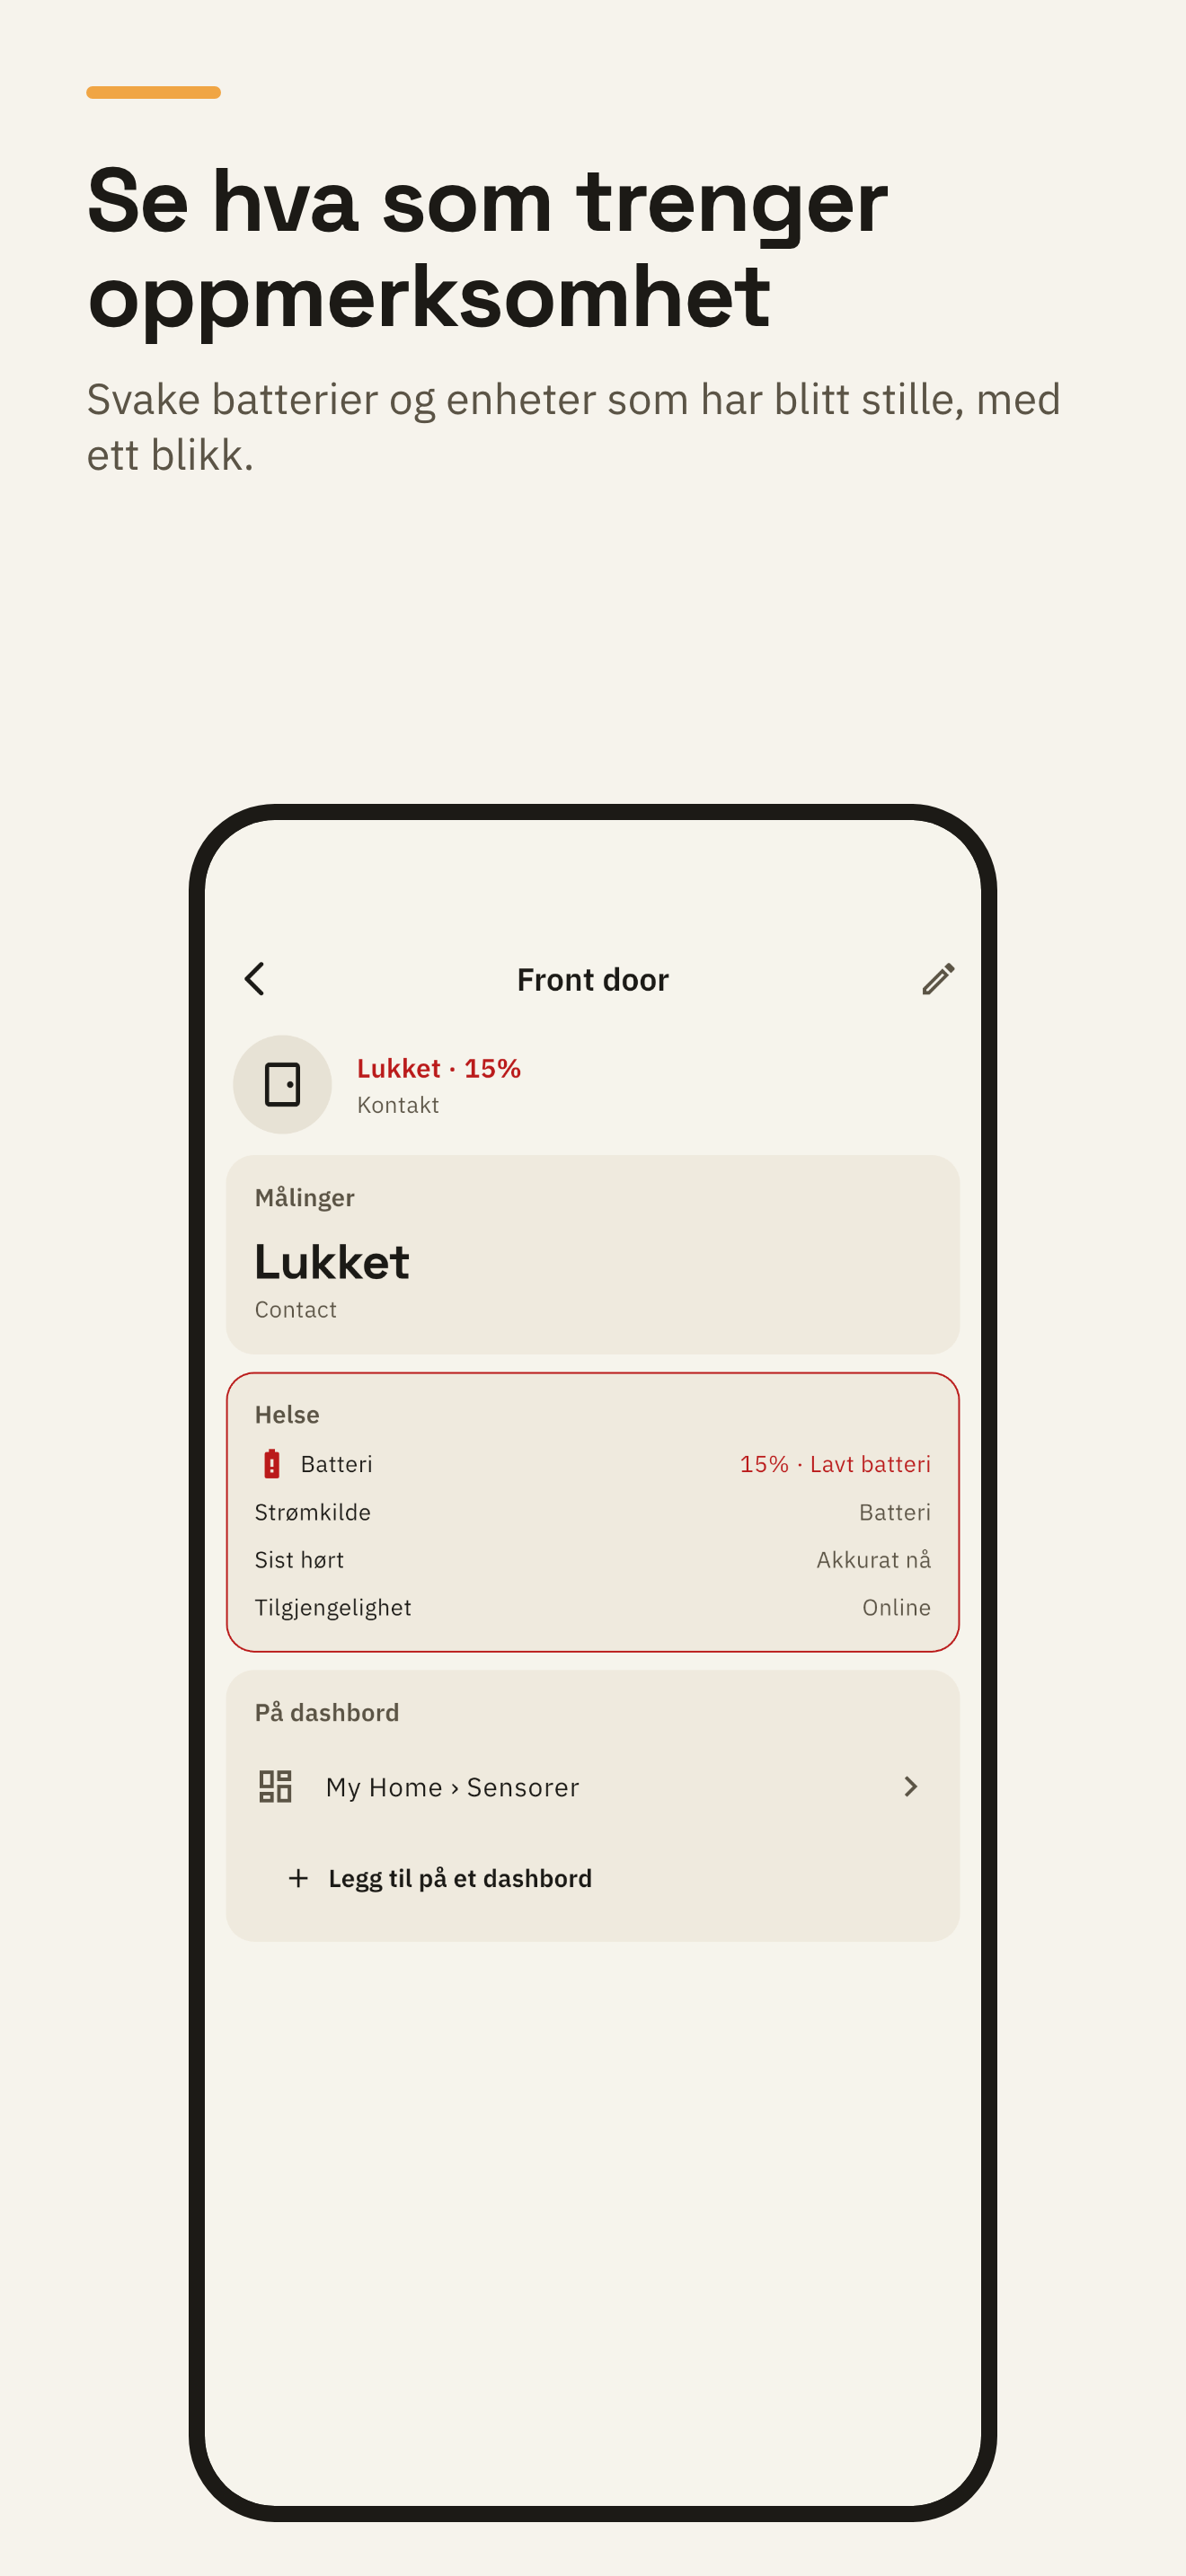 Se hva som trenger
oppmerksomhet
Svake batterier og enheter som har blitt stille, med
ett blikk.
Front door
Lukket · 15%
Kontakt
Målinger
Lukket
Contact
Helse
Batteri 15% · Lavt batteri
Strømkilde Batteri
Sist hørt Akkurat nå
Tilgjengelighet Online
På dashbord
My Home › Sensorer
+ Legg til på et dashbord